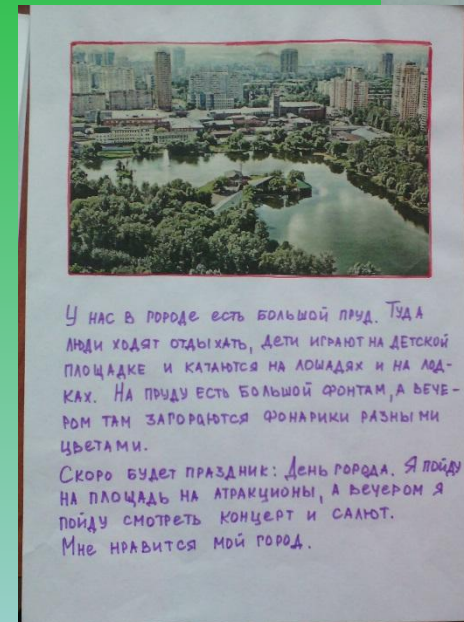 У нас в городе есть большой пруд. Туда
люди ходят отдыхать, дети играют на детской
площадке и катаются на лошадях и на лод-
ках. На пруду есть большой фонтам, а вече-
ром там загораются фонарики разными
цветами.
Скоро будет праздник: День города. Я пойду
на площадь на атракционы, а вечером я
пойду смотреть концерт и салют.
Мне нравится мой город.